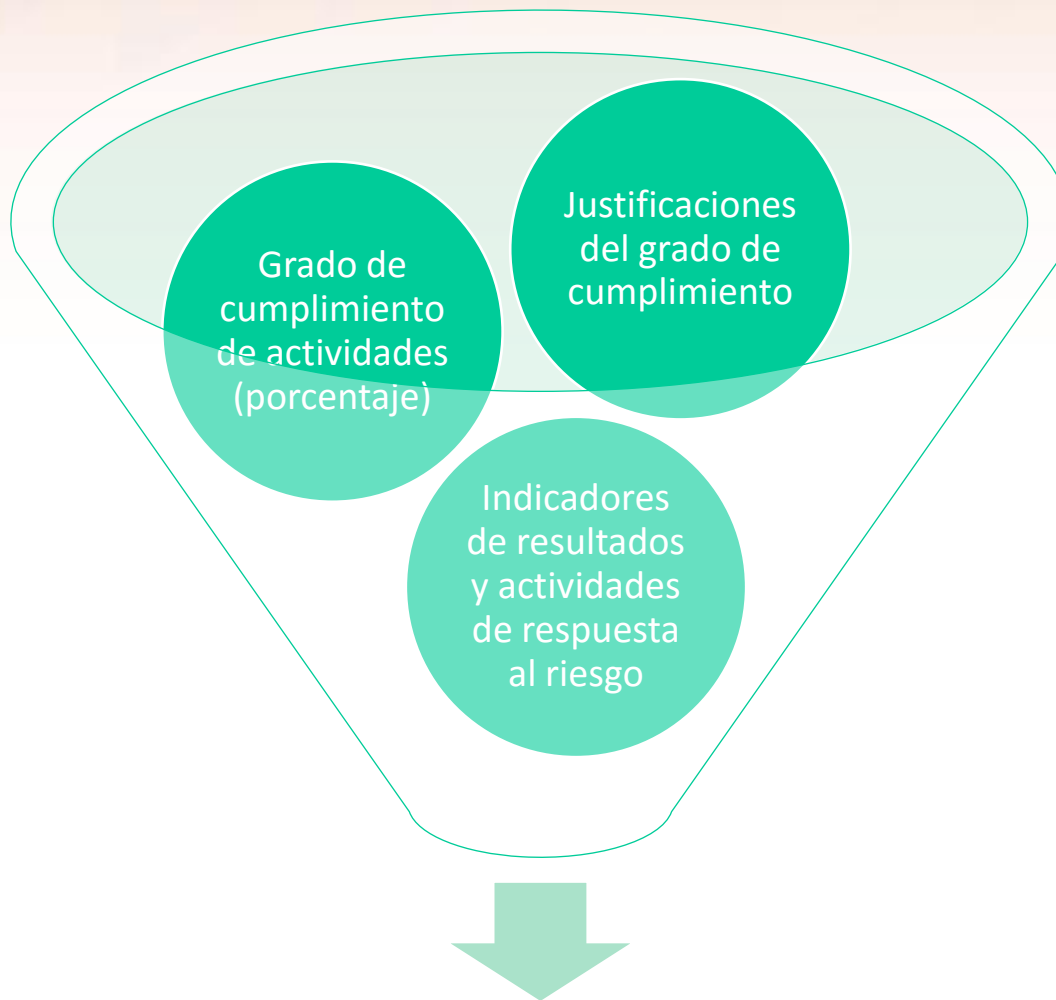 Justificaciones
del grado de
cumplimiento
Grado de
cumplimiento
de actividades
(porcentaje)
Indicadores
de resultados
y actividades
de respuesta
al riesgo